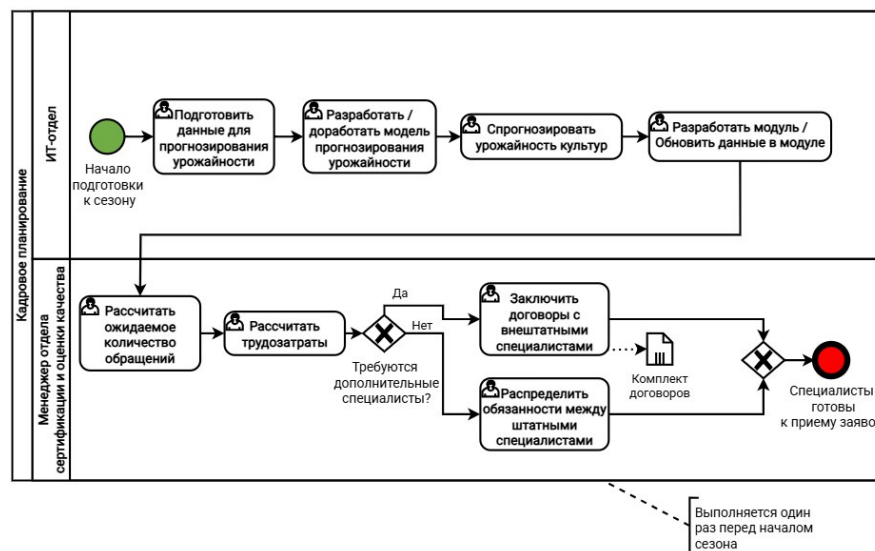 Кадровое планирование
ИТ-отдел
Начало
подготовки
к сезону
Подготовить
данные для
прогнозирования
урожайности
Разработать /
доработать модель
прогнозирования
урожайности
Спрогнозировать
урожайность культур
Разработать модуль /
Обновить данные в модуле
Менеджер отдела
сертификации и оценки качества
Рассчитать
ожидаемое
количество
обращений
Рассчитать
трудозатраты
Требуются
дополнительные
специалисты?
Да
Нет
Заключить
договоры с
внештатными
специалистами
Комплект
договоров
Распределить
обязанности между
штатными
специалистами
Специалисты
готовы
к приему заяво
Выполняется один
раз перед началом
сезона